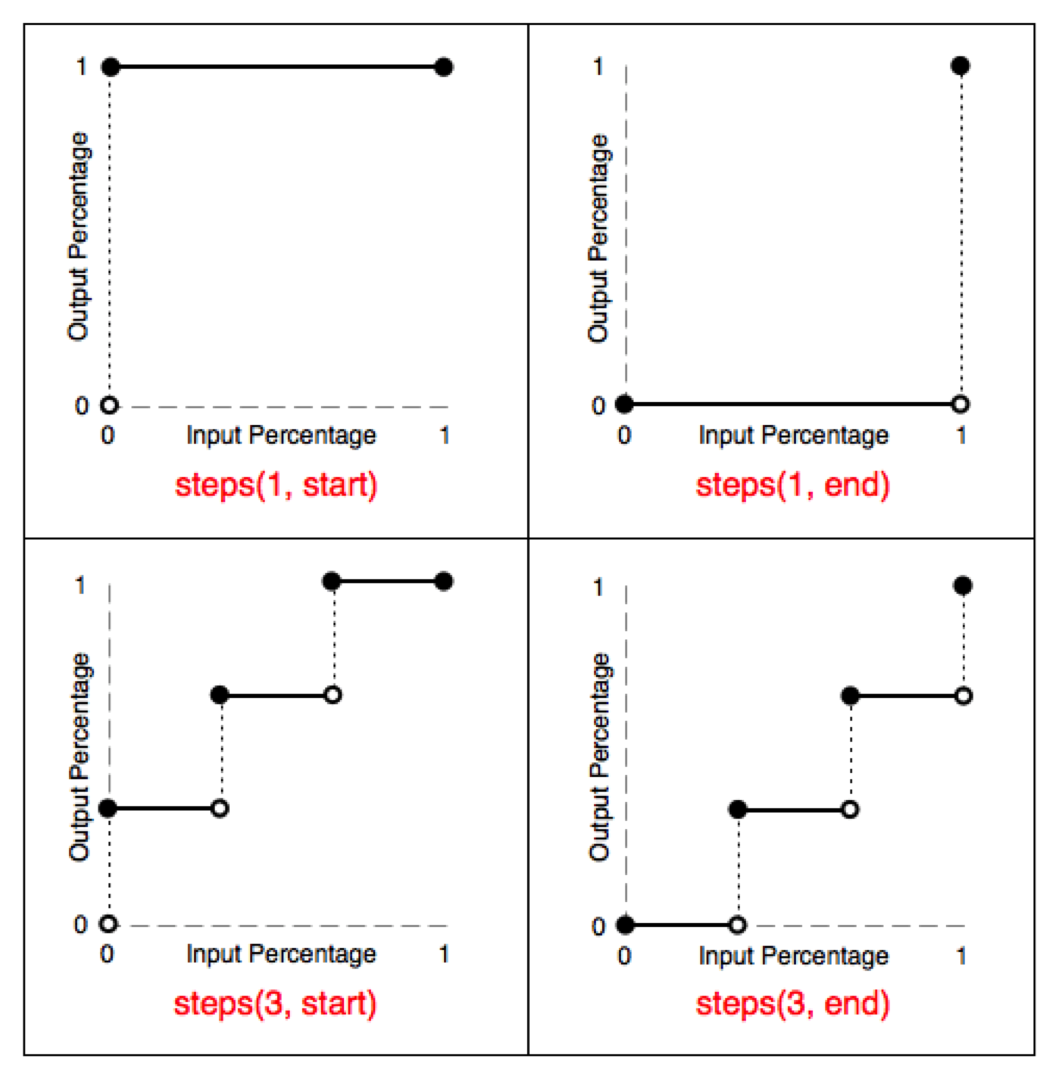 1
Output Percentage
0
0 Input Percentage 1
steps(1, start)
1
Output Percentage
0
0 Input Percentage 1
steps(1, end)
1
Output Percentage
0
0 Input Percentage 1
steps(3, start)
1
Output Percentage
0
0 Input Percentage 1
steps(3, end)